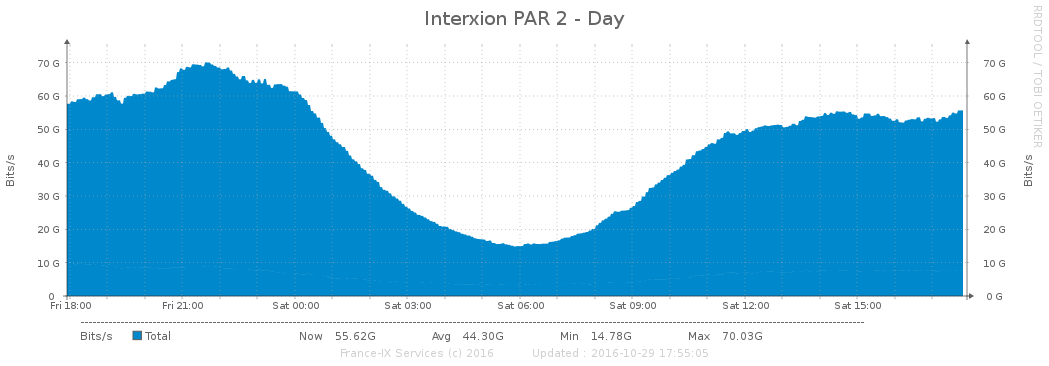 Interxion PAR 2 - Day
RRDTOOL / TOBI OETIKER
Bits/s
70 G 70 G
60 G 60 G
50 G 50 G
40 G 40 G
30 G 30 G
20 G 20 G
10 G 10 G
0 0 G
Bits/s
Fri 18:00 Fri 21:00 Sat 00:00 Sat 03:00 Sat 06:00 Sat 09:00 Sat 12:00 Sat 15:00
Bits/s Total Now 55.62G Avg 44.30G Min 14.78G Max 70.03G
France-IX Services (c) 2016 Updated : 2016-10-29 17:55:05